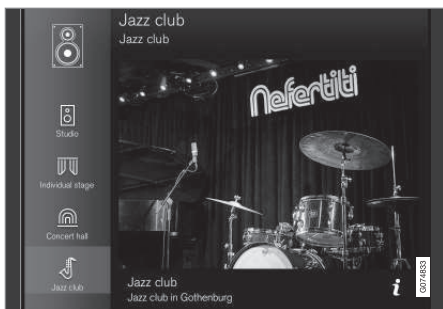 Jazz club
Jazz club
Nefertiti
Studio
Individual stage
Concert hall
Jazz club
Jazz club
Jazz club in Gothenburg
i
G074833